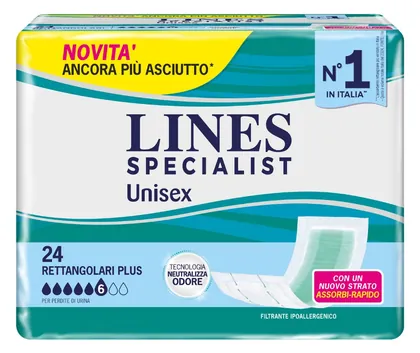 NOVITA'
ANCORA PIÙ ASCIUTTO*
N°1
IN ITALIA
LINES
SPECIALIST
Unisex
24
RETTANGOLARI PLUS
6
PER PERDITE DI URINA
TECNOLOGIA
NEUTRALIZZA
ODORE
CON UN
NUOVO STRATO
ASSORBI-RAPIDO
FILTRANTE IPOALLERGENICO